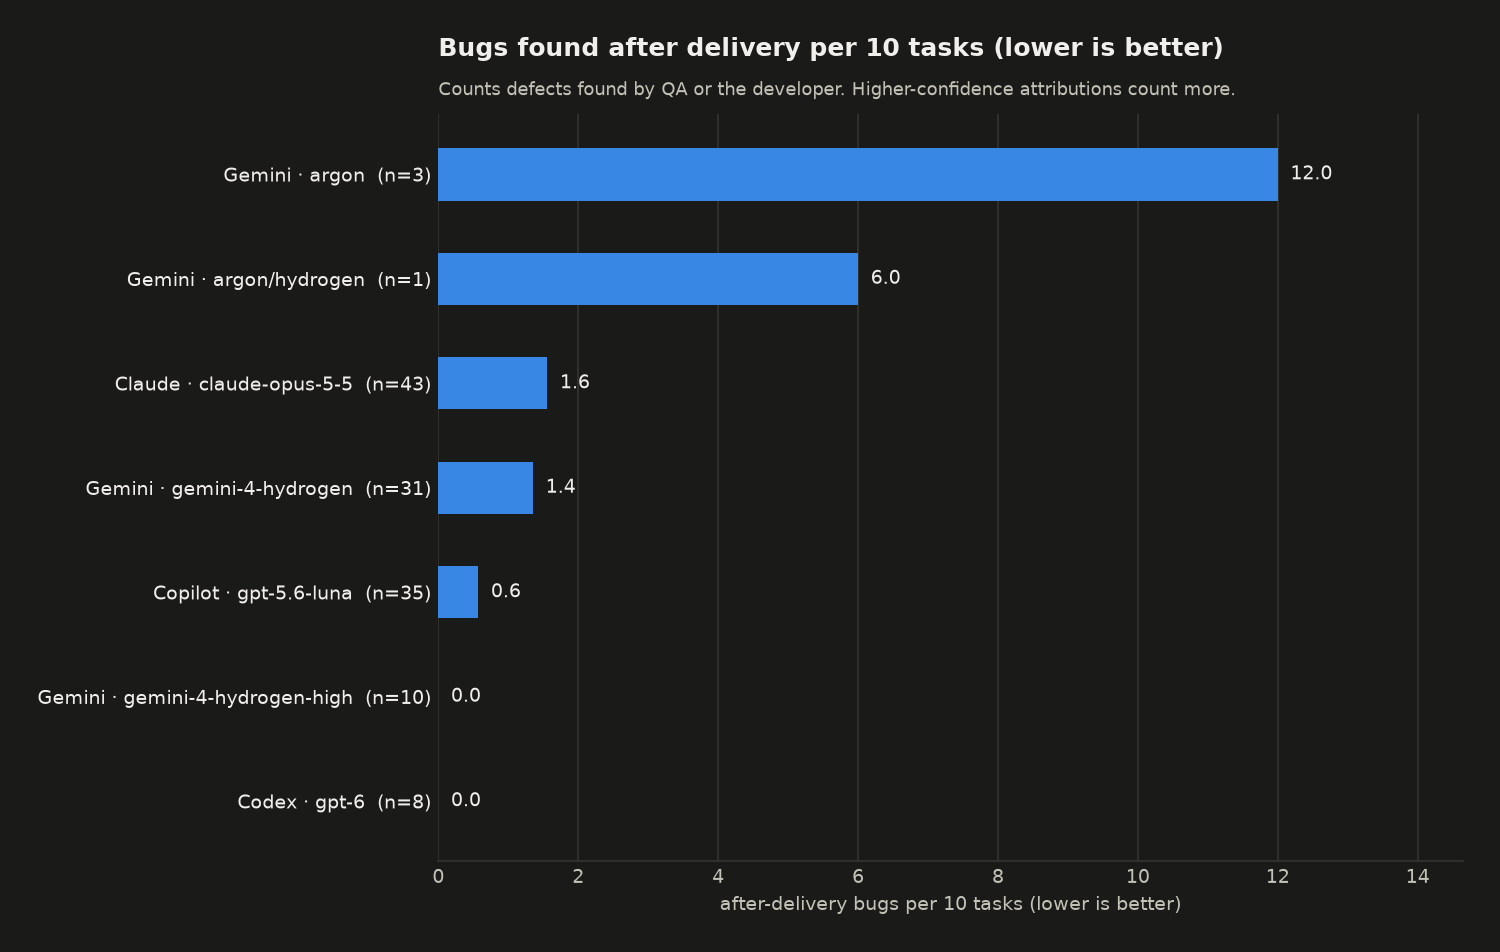 Bugs found after delivery per 10 tasks (lower is better)
Counts defects found by QA or the developer. Higher-confidence attributions count more.
Gemini · argon (n=3) 12.0
Gemini · argon/hydrogen (n=1) 6.0
Claude · claude-opus-5-5 (n=43) 1.6
Gemini · gemini-4-hydrogen (n=31) 1.4
Copilot · gpt-5.6-luna (n=35) 0.6
Gemini · gemini-4-hydrogen-high (n=10) 0.0
Codex · gpt-6 (n=8) 0.0
0 2 4 6 8 10 12 14
after-delivery bugs per 10 tasks (lower is better)